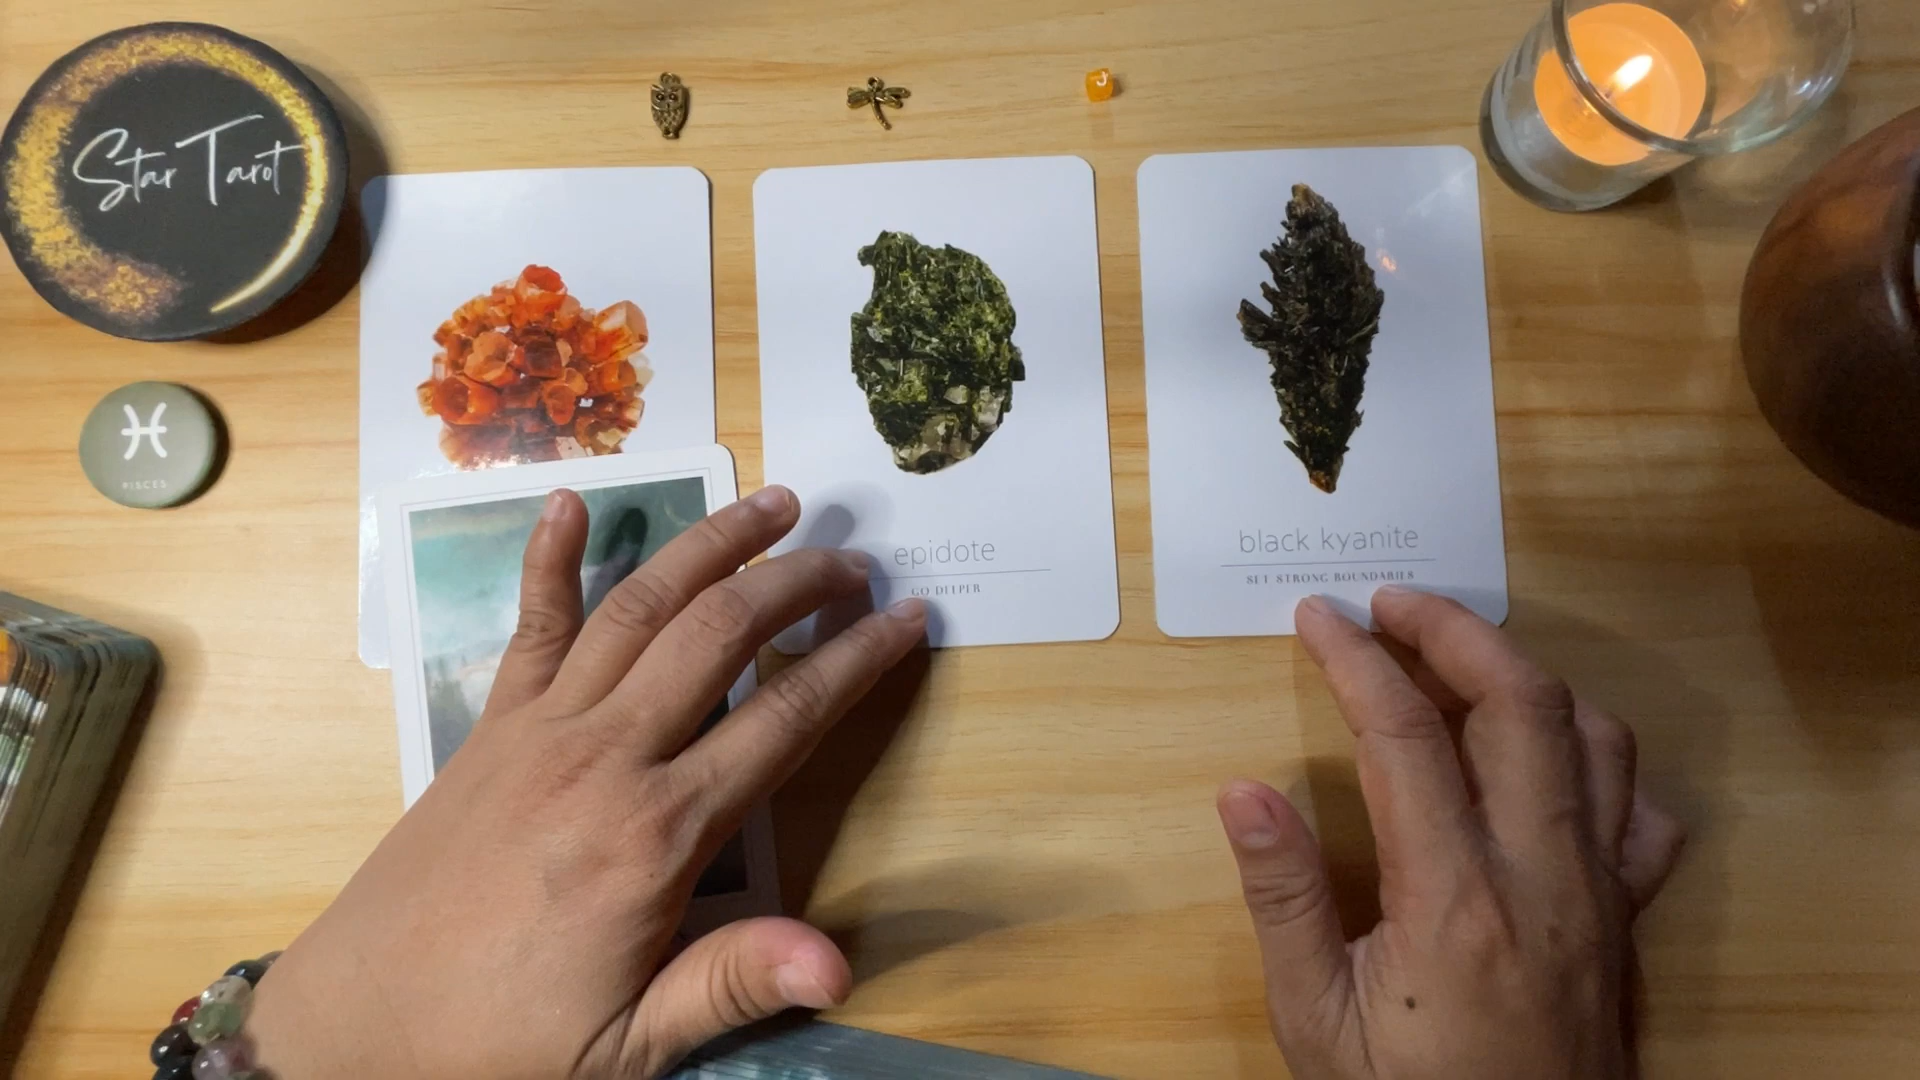 Star Tarot
J
PISCES
epidote
GO DEEPER
black kyanite
SET STRONG BOUNDARIES